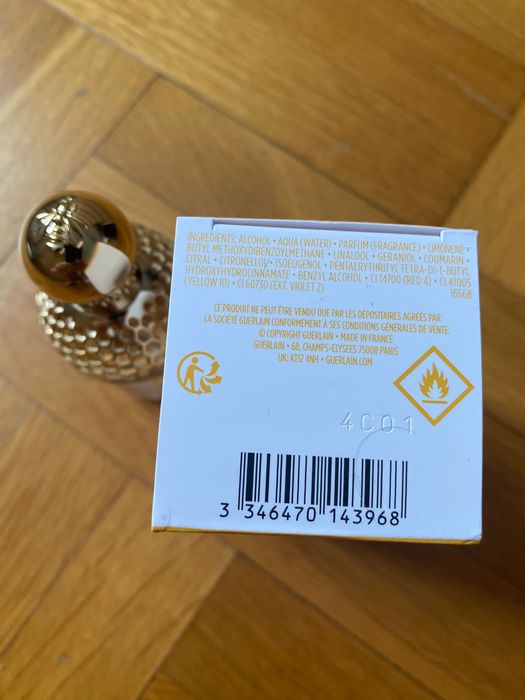 INGREDIENTS: ALCOHOL • AQUA (WATER) • PARFUM (FRAGRANCE) • LIMONENE •
BUTYL METHOXYDIBENZOYLMETHANE • LINALOOL • GERANIOL • COUMARIN •
CITRAL • CITRONELLOL • ISOEUGENOL • PENTAERYTHRITYL TETRA-DI-T-BUTYL
HYDROXYHYDROCINNAMATE • BENZYL ALCOHOL • CI 14700 (RED 4) • CI 47005
(YELLOW 10) • CI 60730 (EXT. VIOLET 2) 16668
CE PRODUIT NE PEUT ÊTRE VENDU QUE PAR LES DÉPOSITAIRES AGRÉÉS PAR
LA SOCIÉTÉ GUERLAIN CONFORMÉMENT À SES CONDITIONS GÉNÉRALES DE VENTE.
© COPYRIGHT GUERLAIN • MADE IN FRANCE
GUERLAIN • 68, CHAMPS-ELYSEES 75008 PARIS
UK: KT12 4NH • GUERLAIN.COM
4C01
3 346470 143968